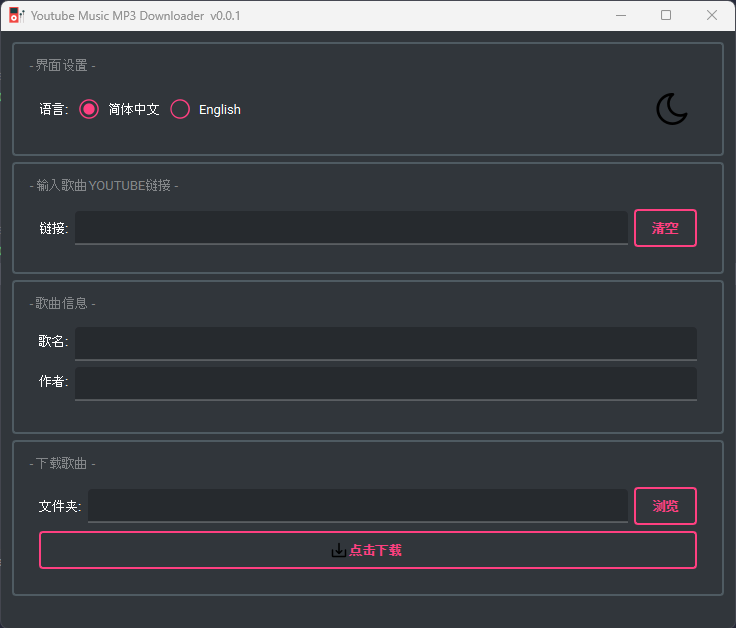 Youtube Music MP3 Downloader v0.0.1
- 界面设置 -
语言: 简体中文 English
- 输入歌曲YOUTUBE链接 -
链接: 清空
- 歌曲信息 -
歌名:
作者:
- 下载歌曲 -
文件夹: 浏览
点击下载